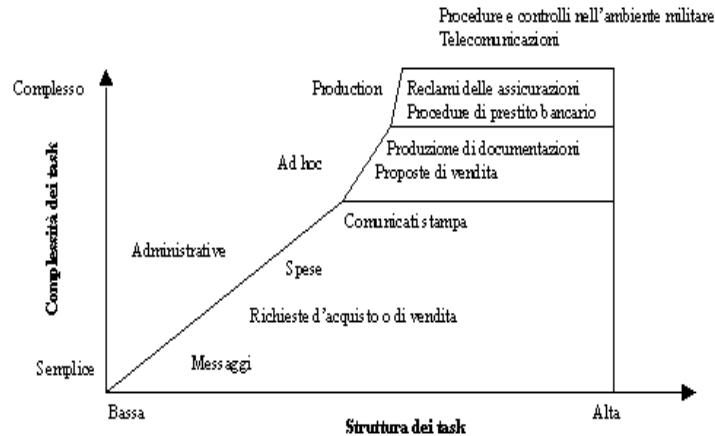 Procedure e controlli nell'ambiente militare
Telecomunicazioni
Complesso
Production
Reclami delle assicurazioni
Procedure di prestito bancario
Ad hoc
Produzione di documentazioni
Proposte di vendita
Complessità dei task
Comunicati stampa
Administrative
Spese
Richieste d'acquisto o di vendita
Semplice
Messaggi
Bassa
Struttura dei task
Alta